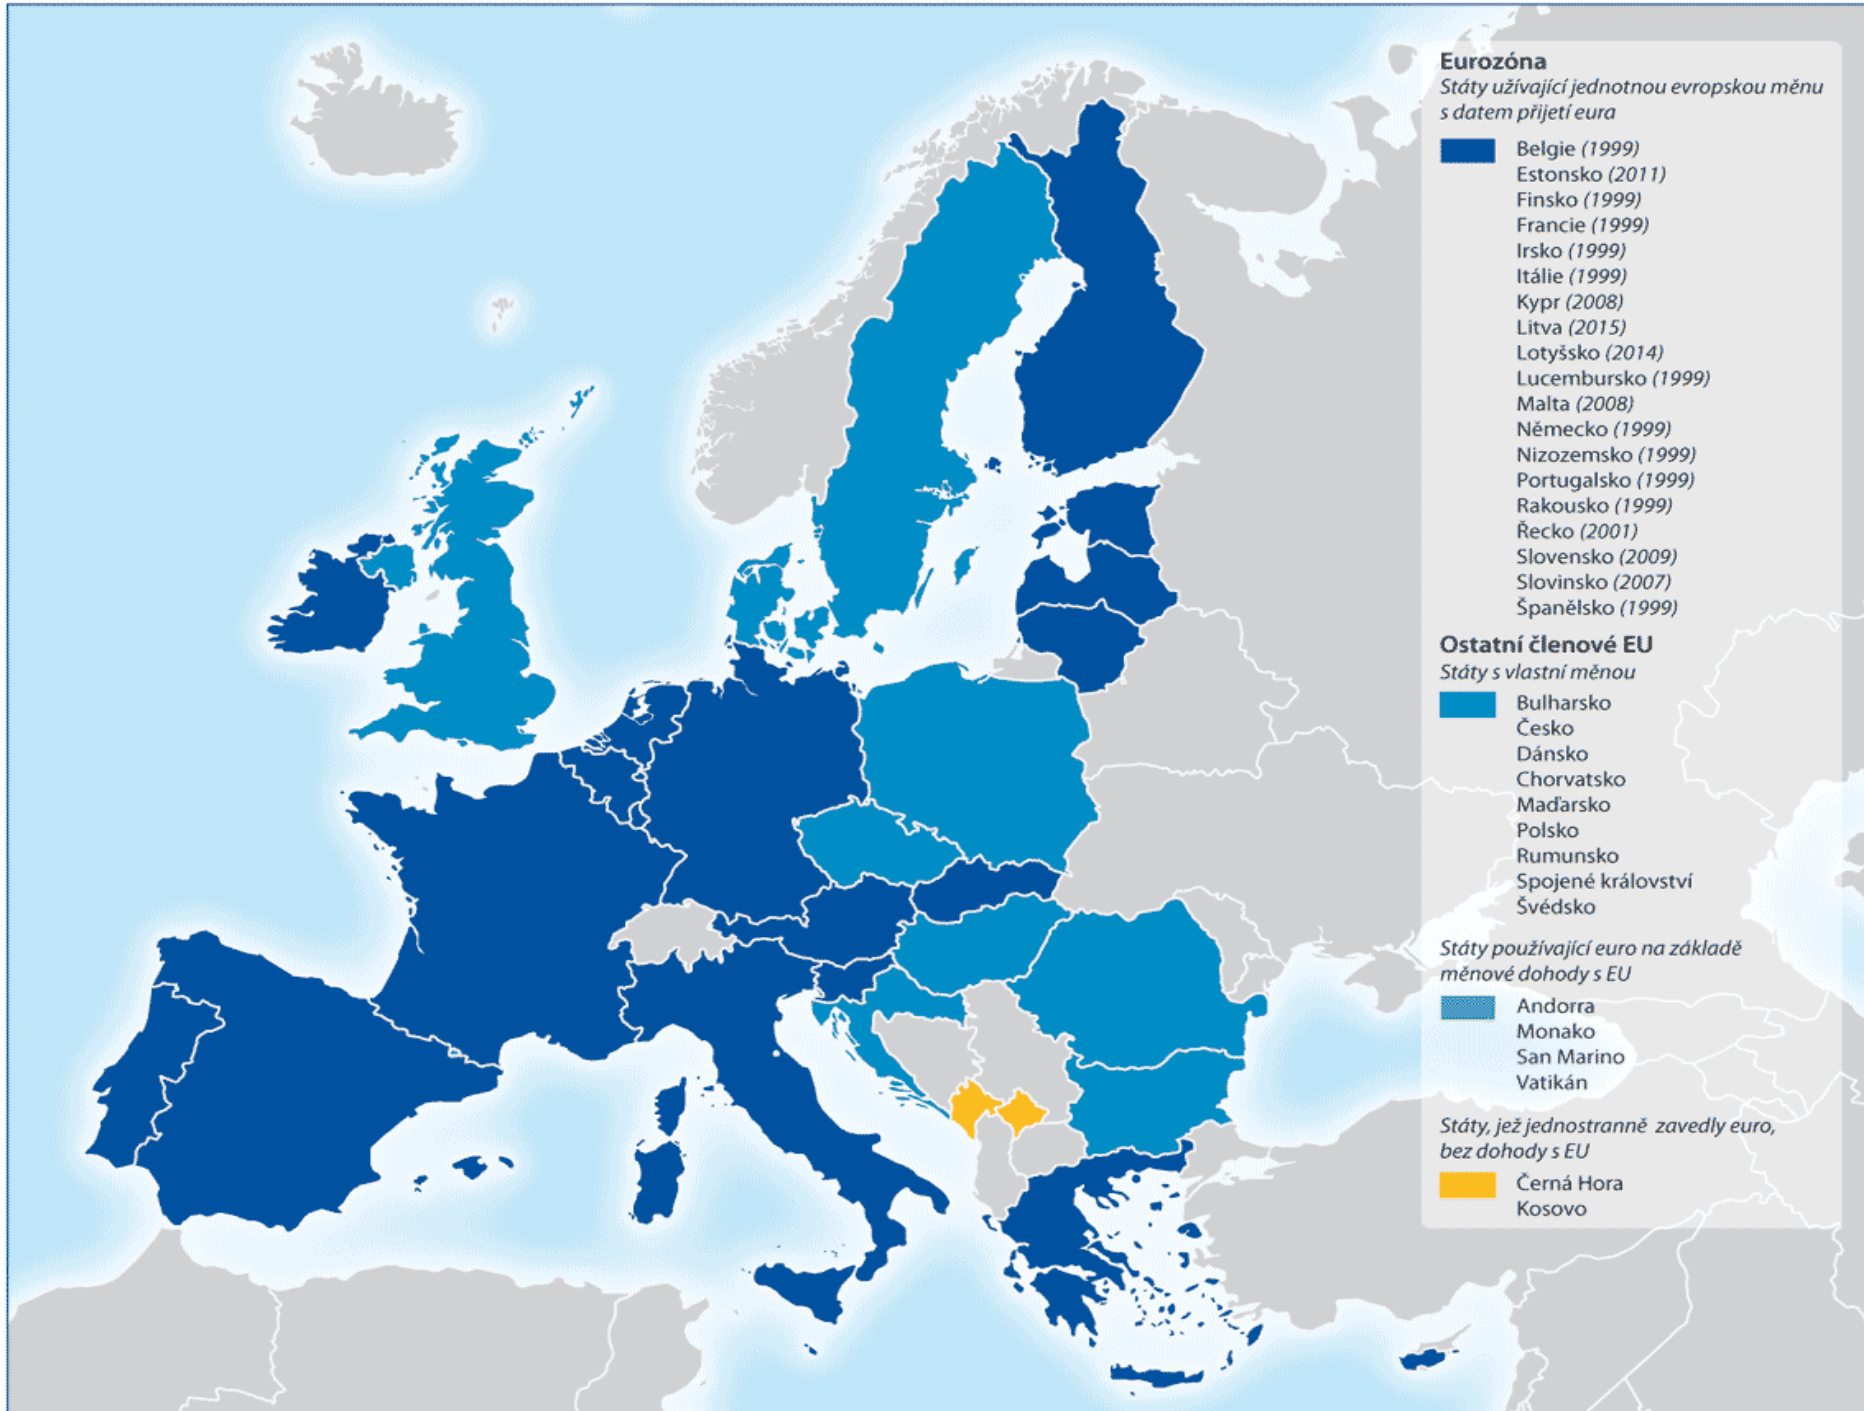 Eurozóna
Státy užívající jednotnou evropskou měnu
s datem přijetí eura
Belgie (1999)
Estonsko (2011)
Finsko (1999)
Francie (1999)
Irsko (1999)
Itálie (1999)
Kypr (2008)
Litva (2015)
Lotyšsko (2014)
Lucembursko (1999)
Malta (2008)
Německo (1999)
Nizozemsko (1999)
Portugalsko (1999)
Rakousko (1999)
Řecko (2001)
Slovensko (2009)
Slovinsko (2007)
Španělsko (1999)
Ostatní členové EU
Státy s vlastní měnou
Bulharsko
Česko
Dánsko
Chorvatsko
Maďarsko
Polsko
Rumunsko
Spojené království
Švédsko
Státy používající euro na základě
měnové dohody s EU
Andorra
Monako
San Marino
Vatikán
Státy, jež jednostranně zavedly euro,
bez dohody s EU
Černá Hora
Kosovo